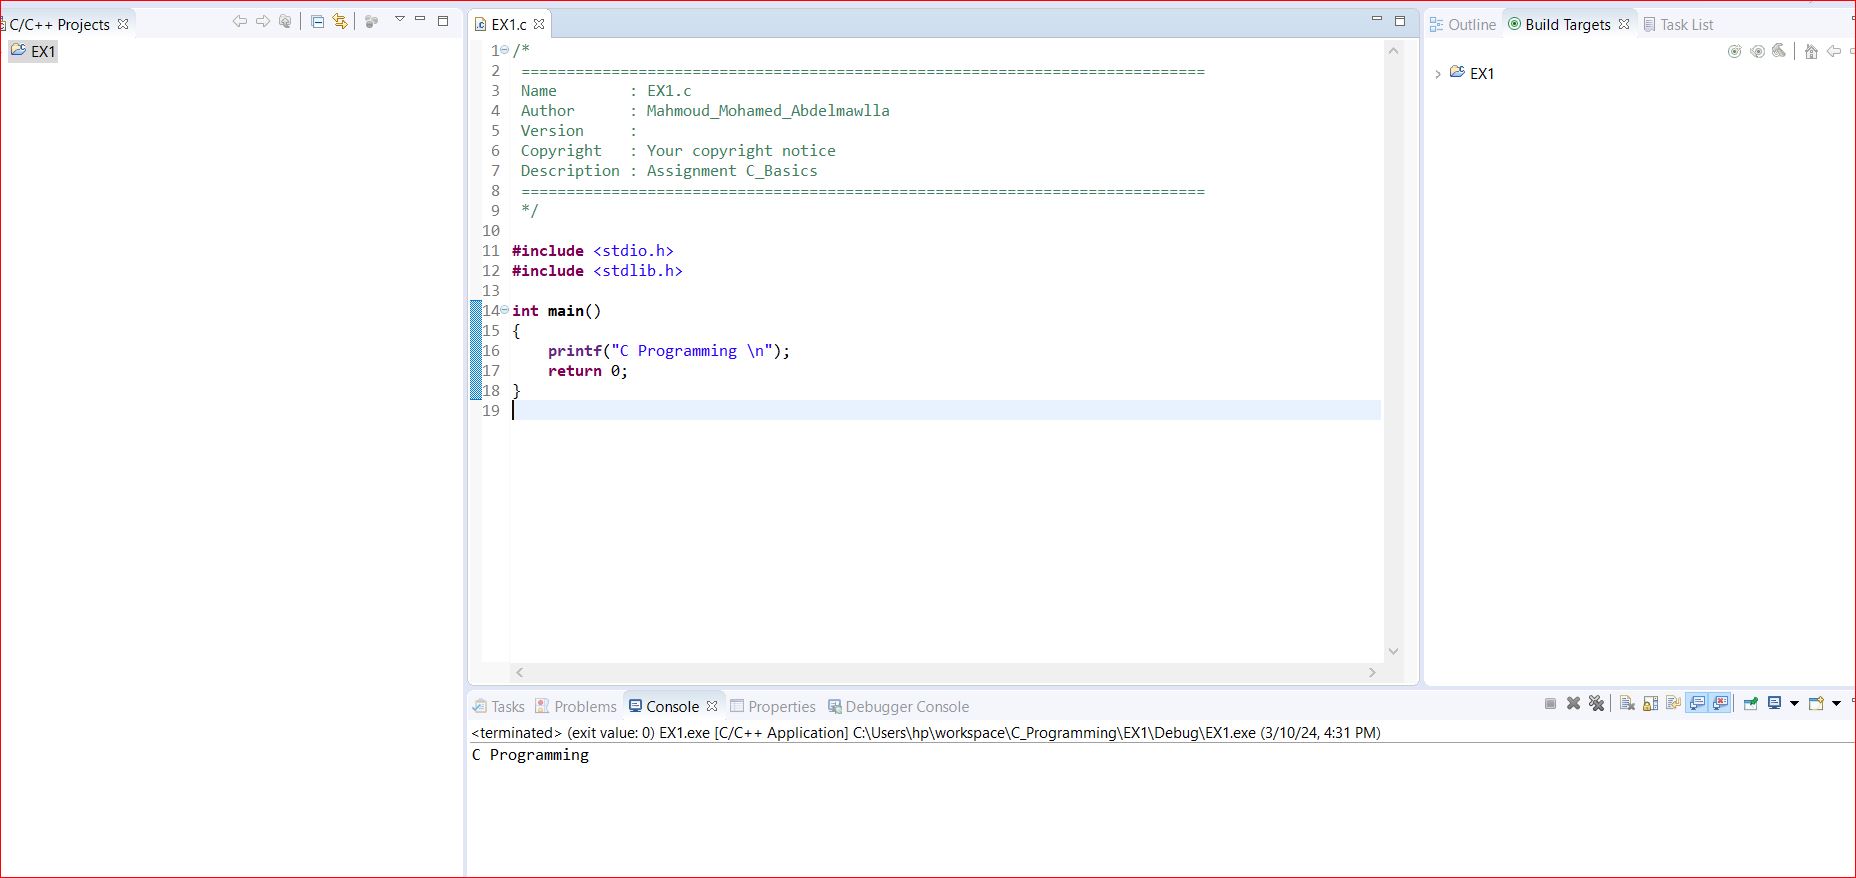 C/C++ Projects
EX1
EX1.c
1 /*
2 ============================================================================
3 Name        : EX1.c
4 Author      : Mahmoud_Mohamed_Abdelmawlla
5 Version     :
6 Copyright   : Your copyright notice
7 Description : Assignment C_Basics
8 ============================================================================
9 */
10
11 #include <stdio.h>
12 #include <stdlib.h>
13
14 int main()
15 {
16     printf("C Programming \n");
17     return 0;
18 }
19
Outline Build Targets Task List
EX1
Tasks Problems Console Properties Debugger Console
<terminated> (exit value: 0) EX1.exe [C/C++ Application] C:\Users\hp\workspace\C_Programming\EX1\Debug\EX1.exe (3/10/24, 4:31 PM)
C Programming